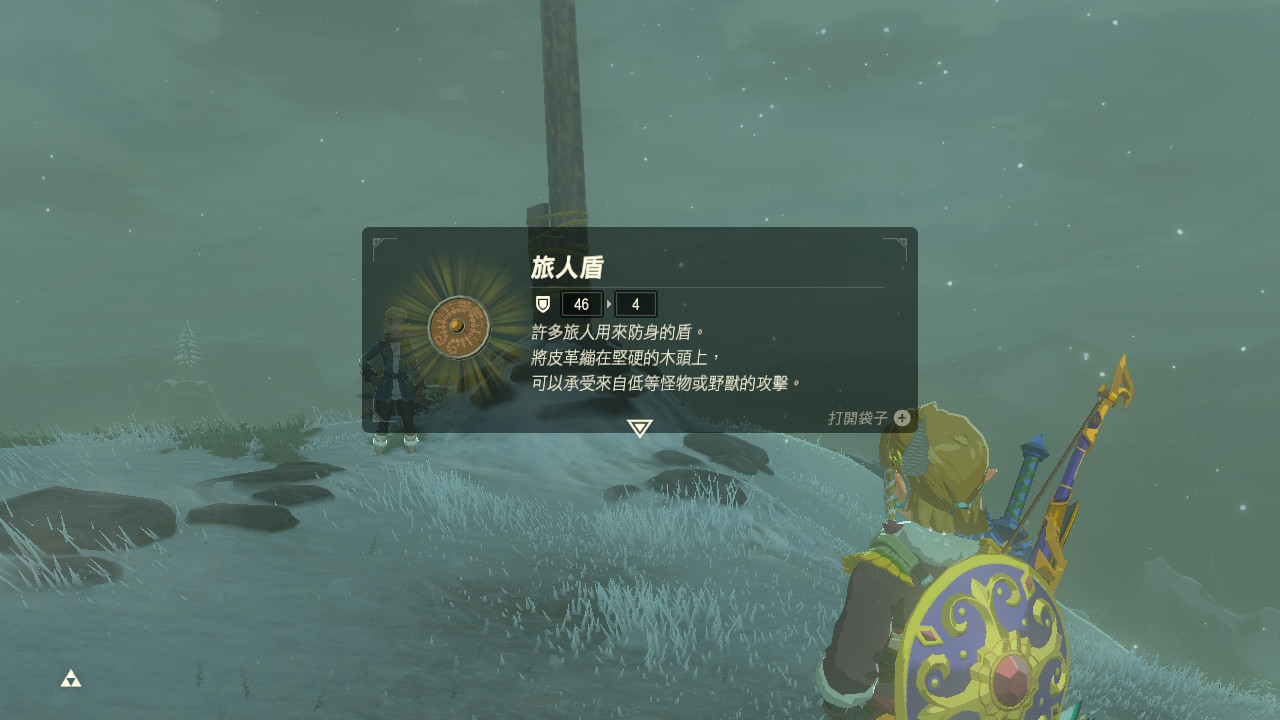 旅人盾
46 4
許多旅人用來防身的盾。
將皮革繃在堅硬的木頭上，
可以承受來自低等怪物或野獸的攻擊。
打開袋子